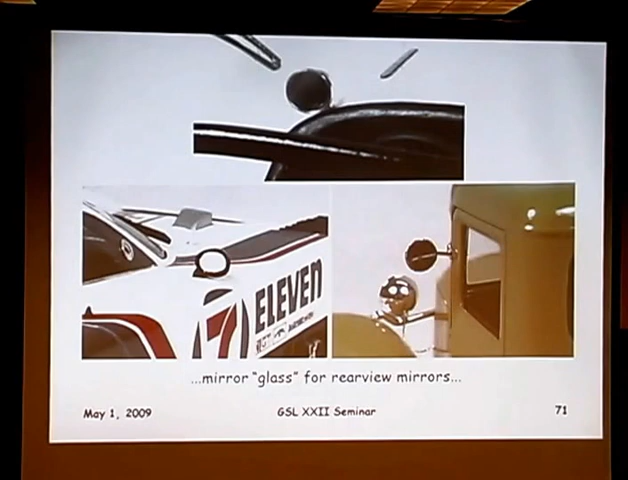 7
ELEVEN
...mirror "glass" for rearview mirrors...
May 1, 2009
GSL XXII Seminar
71